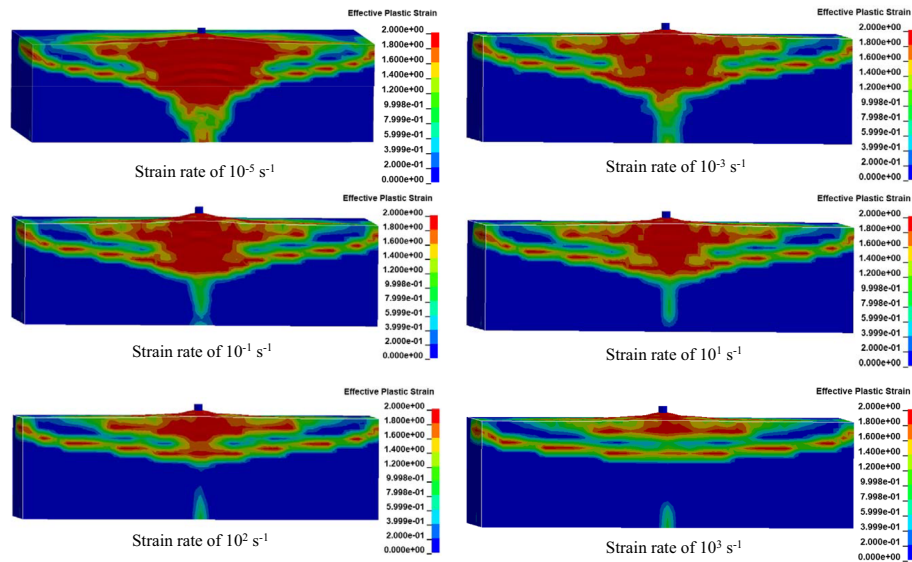 Effective Plastic Strain
2.000e+00
1.800e+00
1.600e+00
1.400e+00
1.200e+00
9.998e-01
7.998e-01
5.999e-01
3.999e-01
2.000e-01
0.000e+00
Strain rate of 10⁻⁵ s⁻¹
Effective Plastic Strain
2.000e+00
1.800e+00
1.600e+00
1.400e+00
1.200e+00
9.998e-01
7.998e-01
5.999e-01
3.999e-01
2.000e-01
0.000e+00
Strain rate of 10⁻³ s⁻¹
Effective Plastic Strain
2.000e+00
1.800e+00
1.600e+00
1.400e+00
1.200e+00
9.998e-01
7.998e-01
5.999e-01
3.999e-01
2.000e-01
0.000e+00
Strain rate of 10⁻¹ s⁻¹
Effective Plastic Strain
2.000e+00
1.800e+00
1.600e+00
1.400e+00
1.200e+00
9.998e-01
7.998e-01
5.999e-01
3.999e-01
2.000e-01
0.000e+00
Strain rate of 10¹ s⁻¹
Effective Plastic Strain
2.000e+00
1.800e+00
1.600e+00
1.400e+00
1.200e+00
9.998e-01
7.998e-01
5.999e-01
3.999e-01
2.000e-01
0.000e+00
Strain rate of 10² s⁻¹
Effective Plastic Strain
2.000e+00
1.800e+00
1.600e+00
1.400e+00
1.200e+00
9.998e-01
7.998e-01
5.999e-01
3.999e-01
2.000e-01
0.000e+00
Strain rate of 10³ s⁻¹